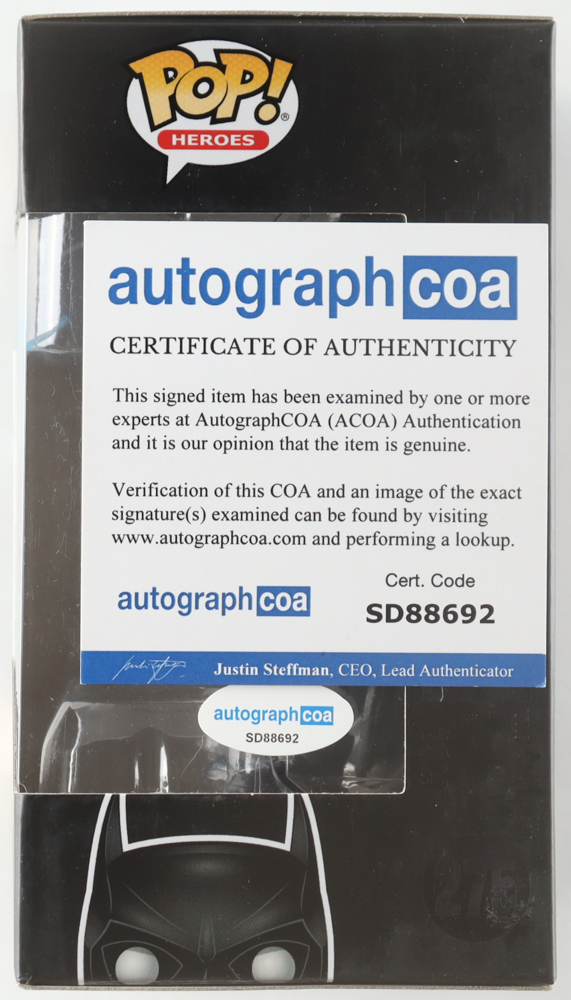 POP!®
HEROES
autographcoa
CERTIFICATE OF AUTHENTICITY
This signed item has been examined by one or more
experts at AutographCOA (ACOA) Authentication
and it is our opinion that the item is genuine.
Verification of this COA and an image of the exact
signature(s) examined can be found by visiting
www.autographcoa.com and performing a lookup.
autographcoa
Cert. Code
SD88692
Justin Steffman, CEO, Lead Authenticator
autographcoa
SD88692